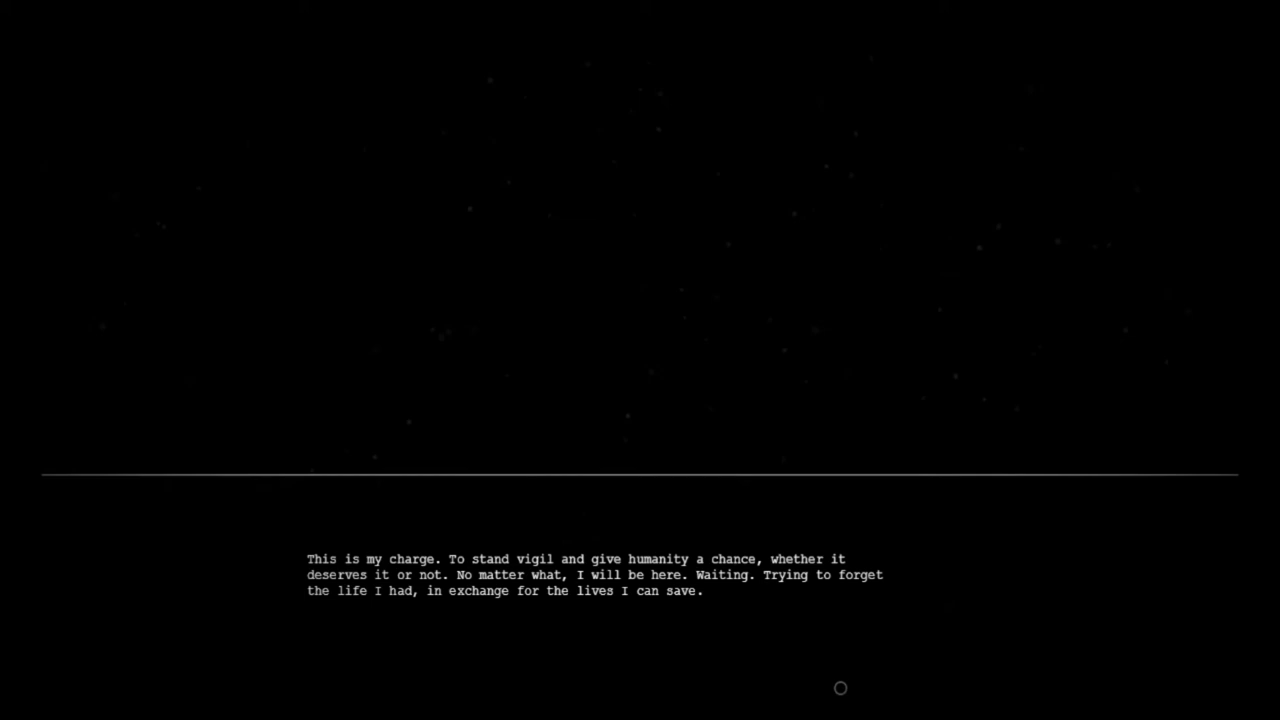 This is my charge. To stand vigil and give humanity a chance, whether it
deserves it or not. No matter what, I will be here. Waiting. Trying to forget
the life I had, in exchange for the lives I can save.